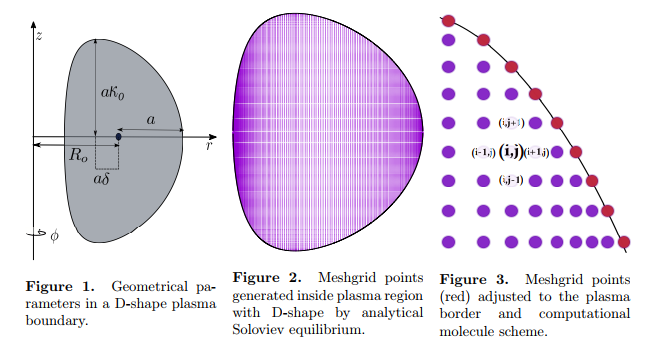 z
aκ₀
a
r
R₀
aδ
ϕ
(i,j+1)
(i-1,j) (i,j) (i+1,j)
(i,j-1)
Figure 1. Geometrical pa-
rameters in a D-shape plasma
boundary.
Figure 2. Meshgrid points
generated inside plasma region
with D-shape by analytical
Soloviev equilibrium.
Figure 3. Meshgrid points
(red) adjusted to the plasma
border and computational
molecule scheme.